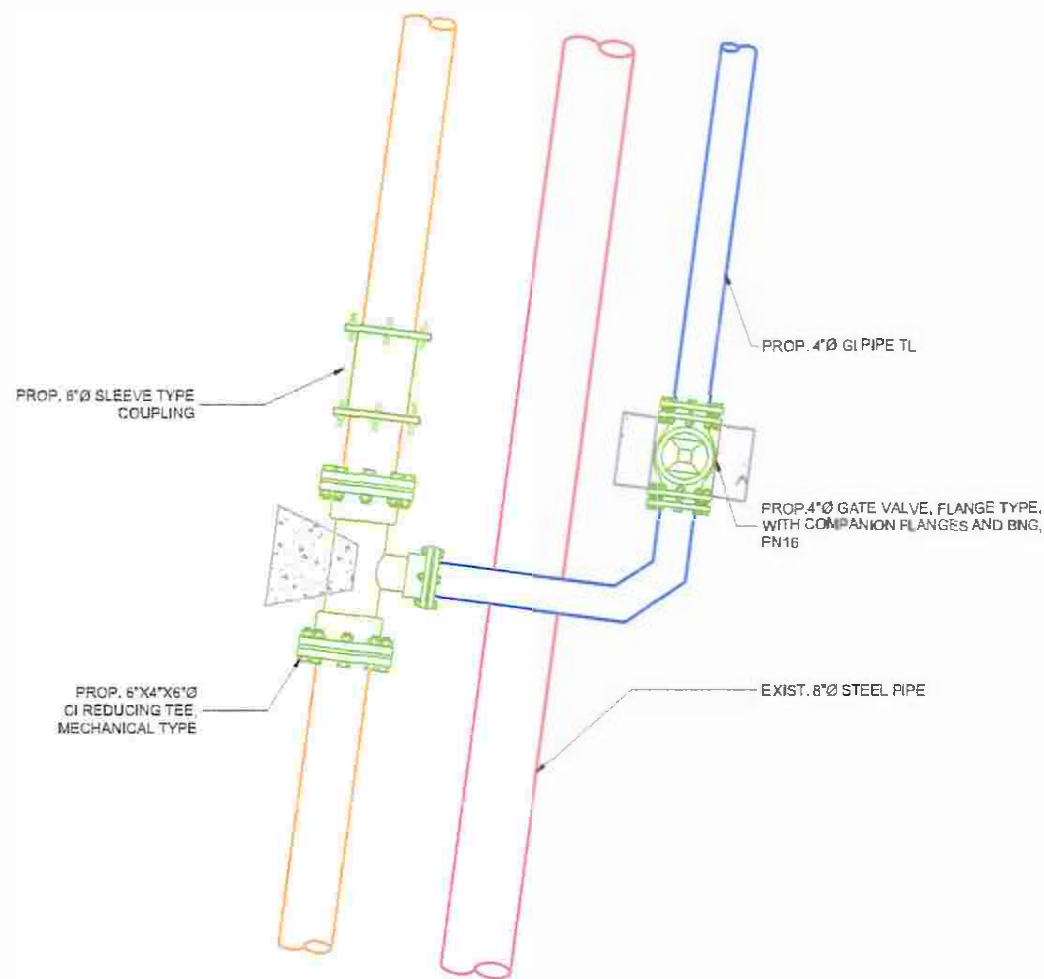 PROP. 4"Ø GI PIPE TL
PROP. 6"Ø SLEEVE TYPE
COUPLING
PROP.4"Ø GATE VALVE, FLANGE TYPE,
WITH COMPANION FLANGES AND BNG,
PN16
PROP. 6"X4"X6"Ø
CI REDUCING TEE,
MECHANICAL TYPE
EXIST. 8"Ø STEEL PIPE